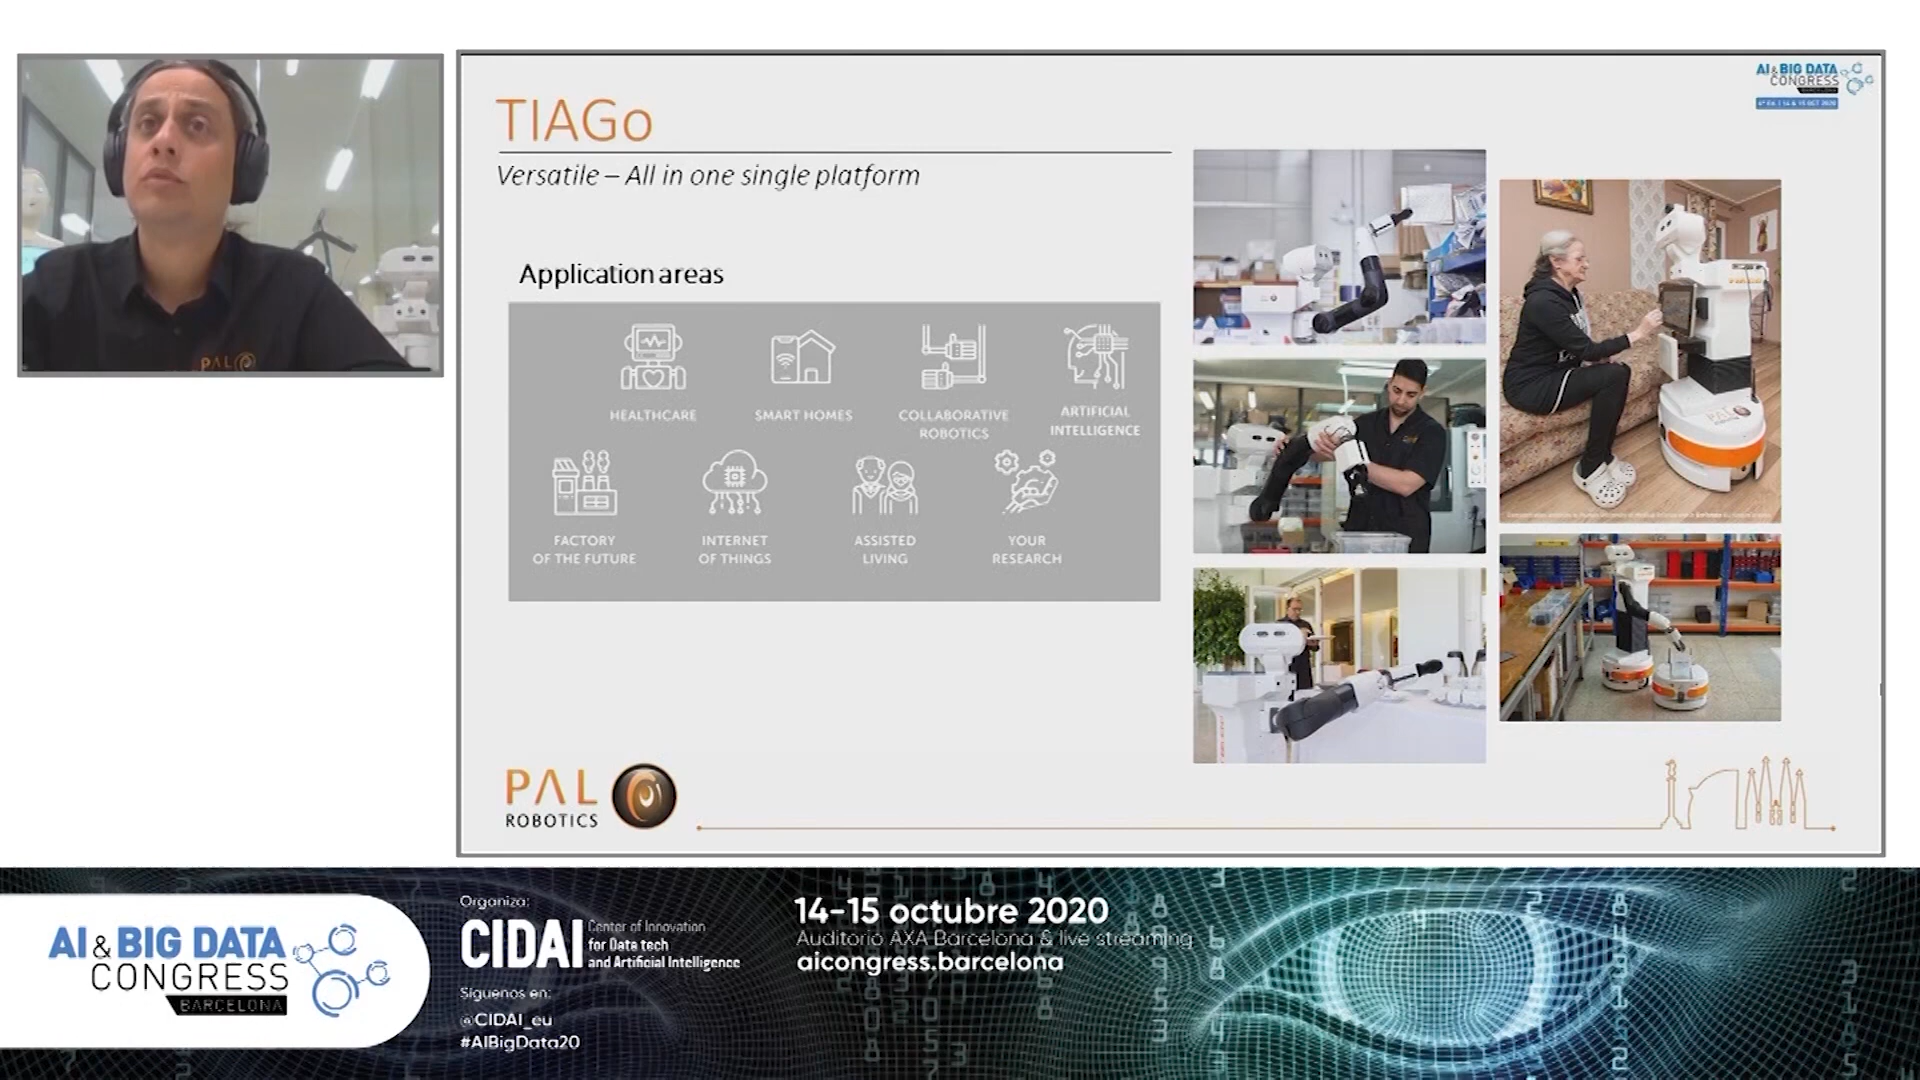 PAL
TIAGo
Versatile – All in one single platform
AI & BIG DATA
CONGRESS
BARCELONA
Application areas
HEALTHCARE
SMART HOMES
COLLABORATIVE
ROBOTICS
ARTIFICIAL
INTELLIGENCE
FACTORY
OF THE FUTURE
INTERNET
OF THINGS
ASSISTED
LIVING
YOUR
RESEARCH
PAL
PAL
ROBOTICS
AI & BIG DATA
CONGRESS
BARCELONA
Organiza:
CIDAI
Center of Innovation
for Data tech
and Artificial Intelligence
Síguenos en:
@CIDAI_eu
#AIBigData20
14-15 octubre 2020
Auditorio AXA Barcelona & live streaming
aicongress.barcelona